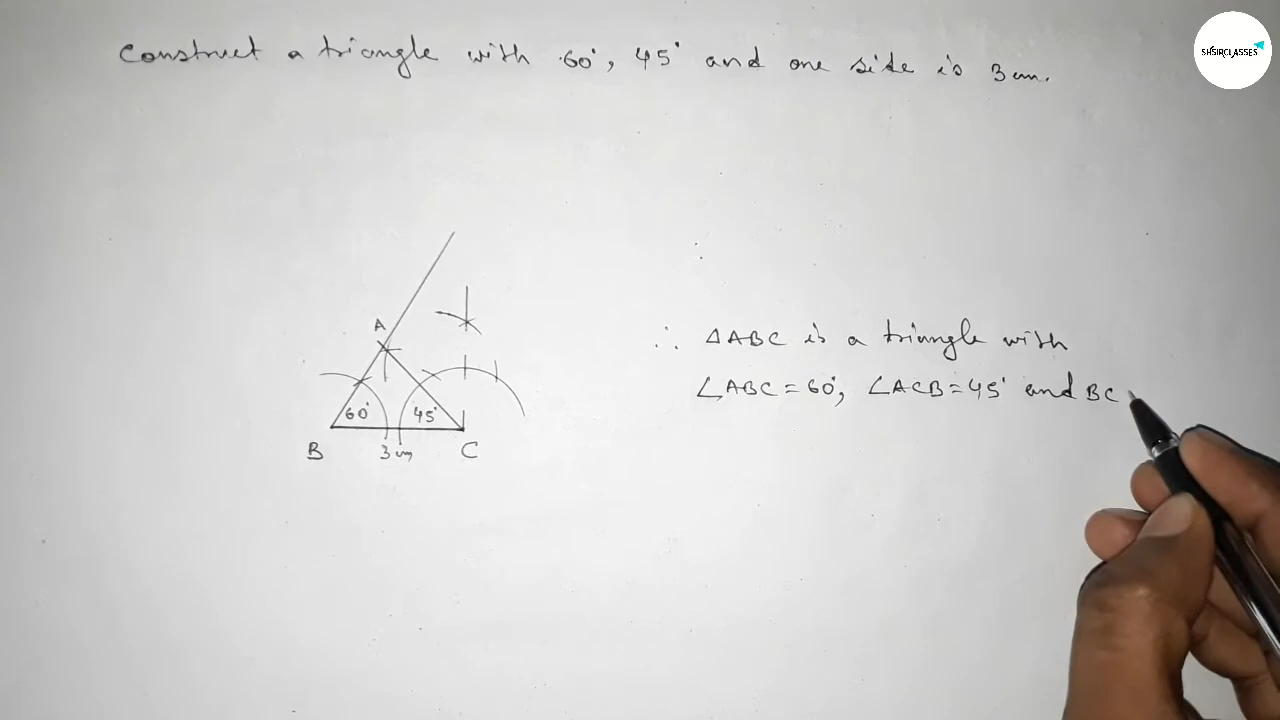 Construct a triangle with 60°, 45° and one side is 3 cm.
SHSIRCLASSES
A
∴ △ABC is a triangle with
∠ABC = 60°, ∠ACB = 45° and BC
60° 45°
B 3 cm C